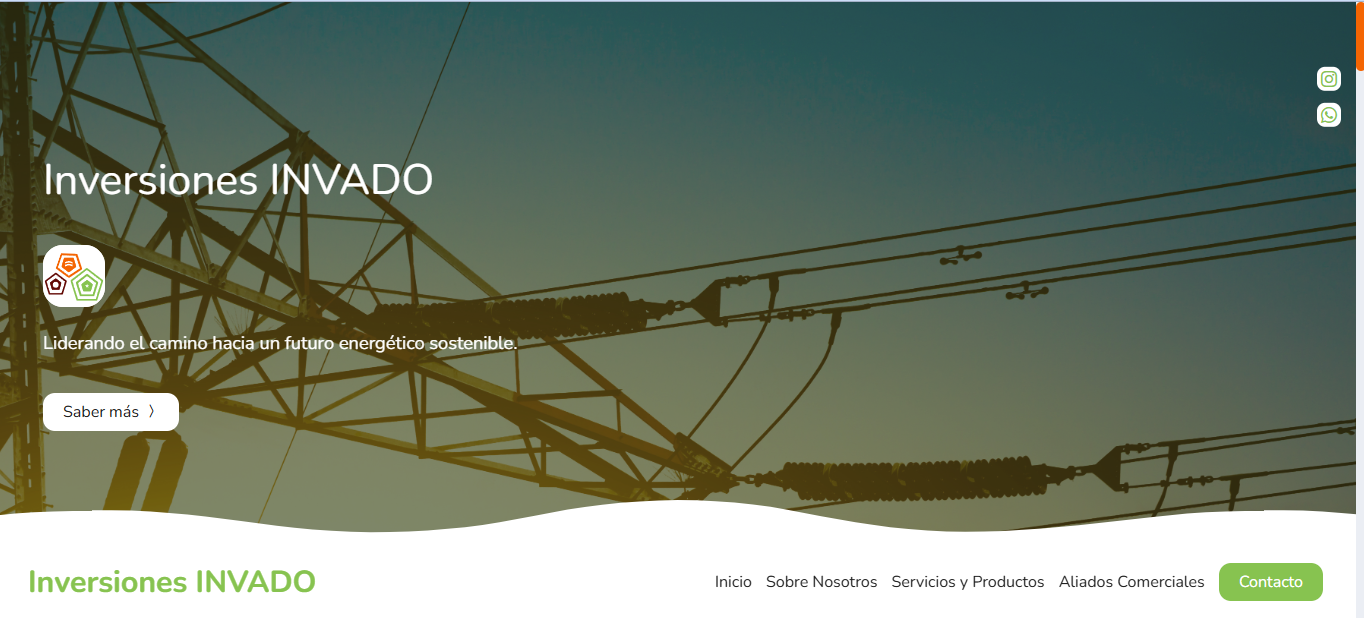 Inversiones INVADO
Liderando el camino hacia un futuro energético sostenible.
Saber más 〉
Inversiones INVADO
Inicio Sobre Nosotros Servicios y Productos Aliados Comerciales Contacto